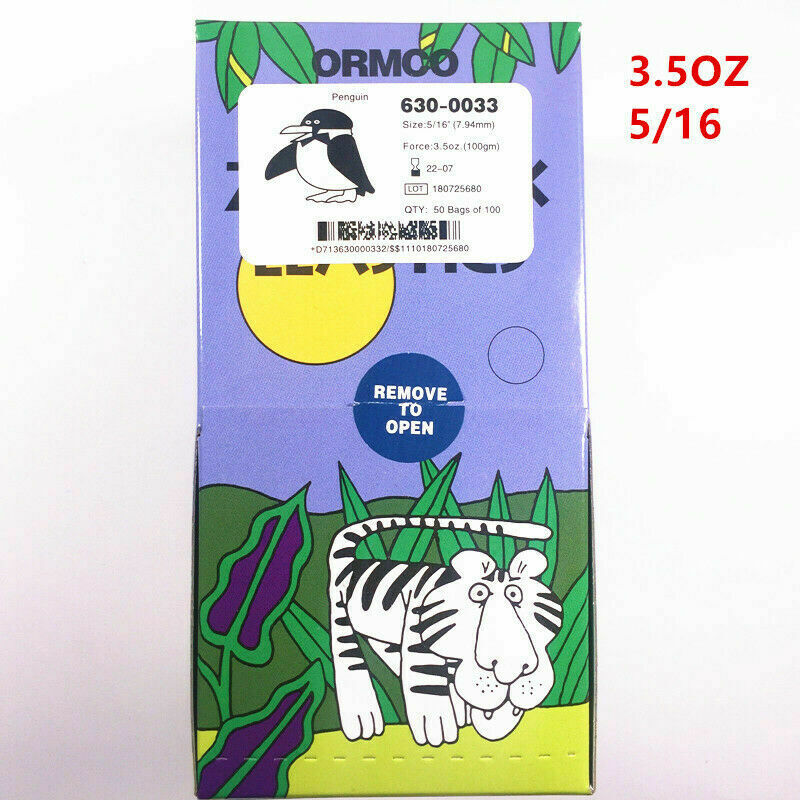 ORMCO
3.5OZ
5/16
Penguin
630-0033
Size:5/16" (7.94mm)
Force:3.5oz.(100gm)
22-07
LOT 180725680
QTY: 50 Bags of 100
+D713630000332/$$1110180725680
REMOVE
TO
OPEN